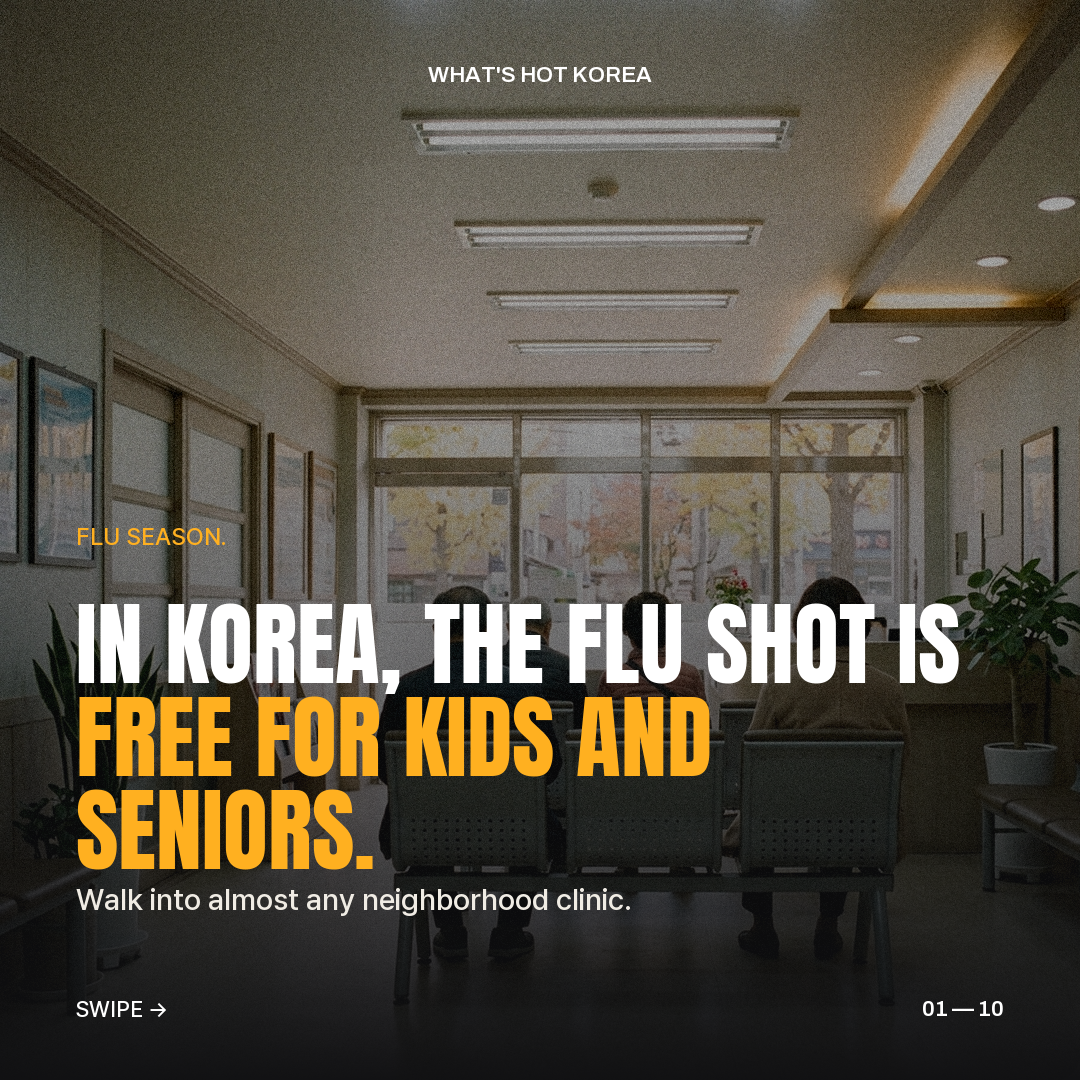 WHAT'S HOT KOREA
FLU SEASON.
IN KOREA, THE FLU SHOT IS
FREE FOR KIDS AND
SENIORS.
Walk into almost any neighborhood clinic.
SWIPE →
01 — 10